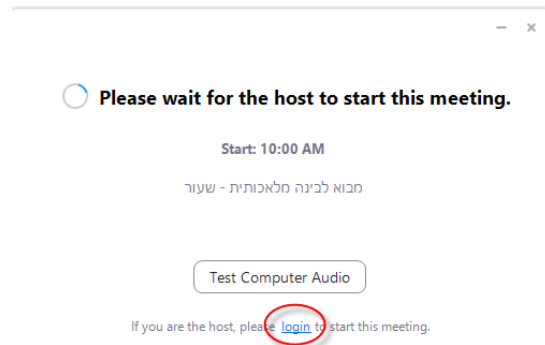 Please wait for the host to start this meeting.
Start: 10:00 AM
מבוא לבינה מלאכותית - שעור
Test Computer Audio
If you are the host, please login to start this meeting.